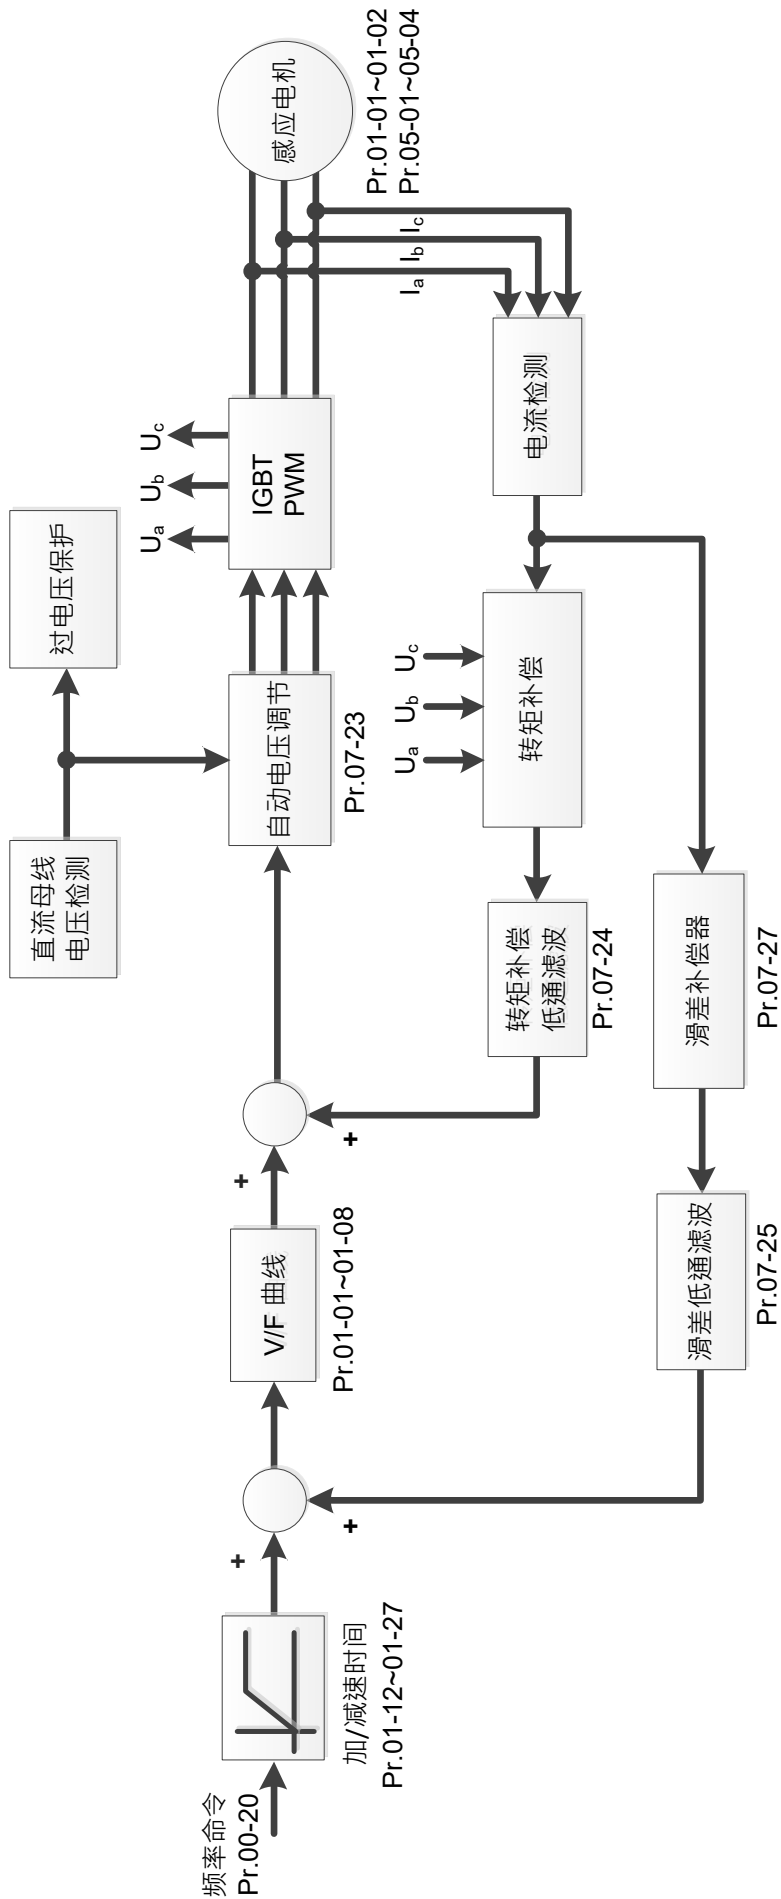 频率命令
Pr.00-20
加/减速时间
Pr.01-12~01-27
+
+
V/F 曲线
Pr.01-01~01-08
+
+
直流母线
电压检测
过电压保护
自动电压调节
Pr.07-23
Ua
Ub
Uc
IGBT
PWM
感应电机
Pr.01-01~01-02
Pr.05-01~05-04
Ia
Ib
Ic
电流检测
Ua
Ub
Uc
转矩补偿
转矩补偿
低通滤波
Pr.07-24
滑差补偿器
Pr.07-27
滑差低通滤波
Pr.07-25